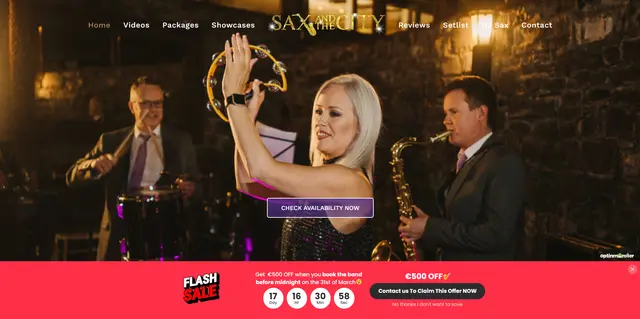 Home Videos Packages Showcases SAX AND THE CITY Reviews Setlist Sax Contact
CHECK AVAILABILITY NOW
optinmonster
FLASH
SALE
Get €500 OFF when you book the band
before midnight on the 31st of March😮
17 16 30 58
Day Hr Min Sec
€500 OFF✅
Contact us To Claim This Offer NOW
No thanks I don't want to save